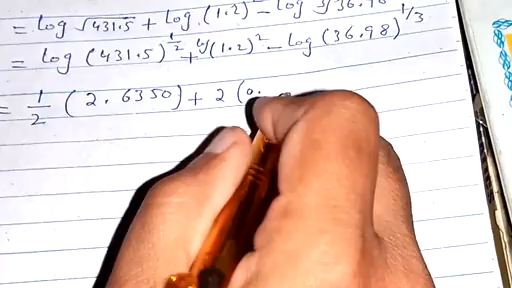 = log √431.5 + log (1.2)² - log ∛36.98
= log (431.5)^1/2 + log (1.2)² - log (36.98)^1/3
= 1/2 (2.6350) + 2 (0.